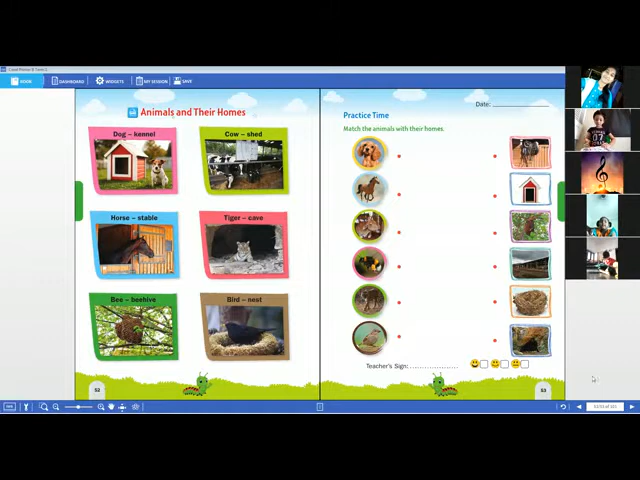 BOOK
DASHBOARD
WIDGETS
MY SESSION
SAVE
Animals and Their Homes
Dog – kennel
Cow – shed
Horse – stable
Tiger – cave
Bee – beehive
Bird – nest
52
Date:
Practice Time
Match the animals with their homes.
Teacher's Sign:
53